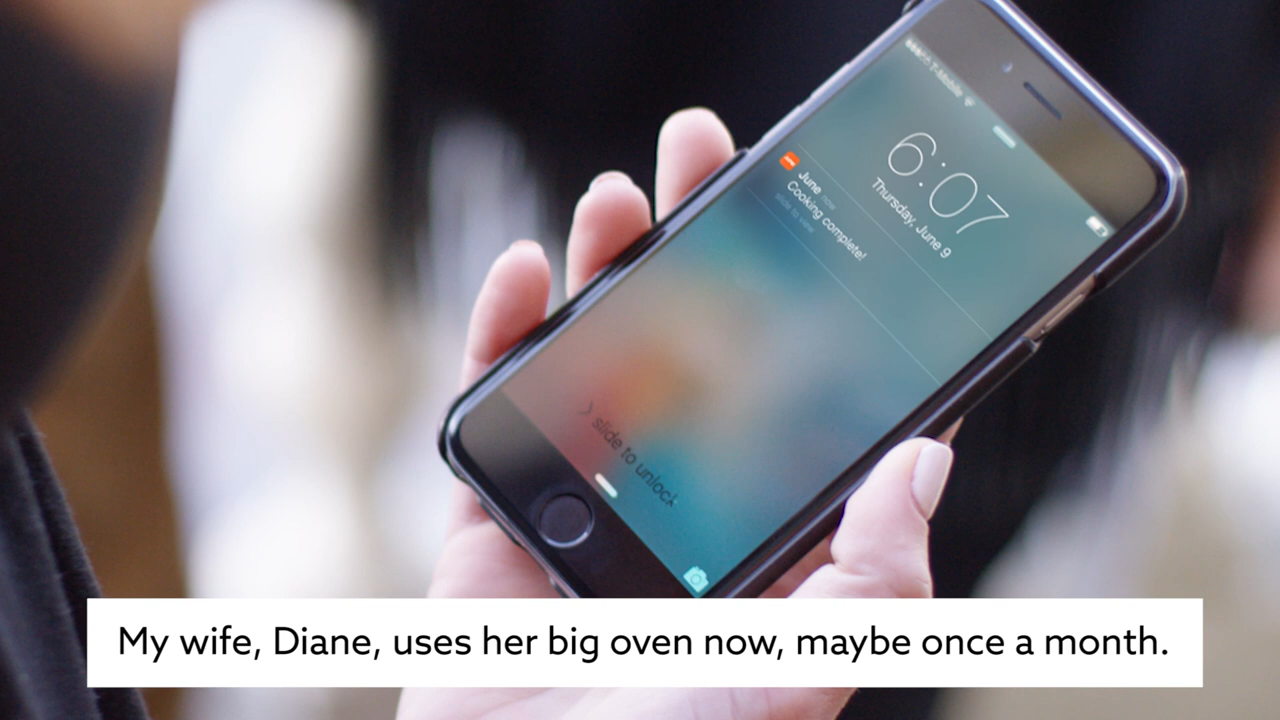 T-Mobile
6:07
Thursday, June 9
June now
Cooking complete!
slide to view
> slide to unlock
My wife, Diane, uses her big oven now, maybe once a month.